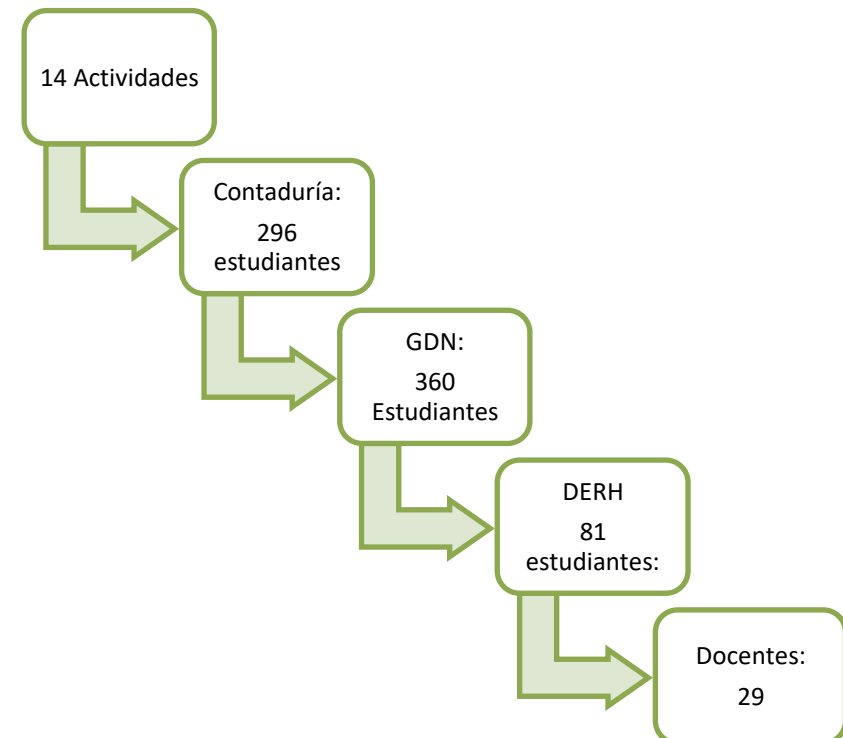 14 Actividades
Contaduría:
296
estudiantes
GDN:
360
Estudiantes
DERH
81
estudiantes:
Docentes:
29